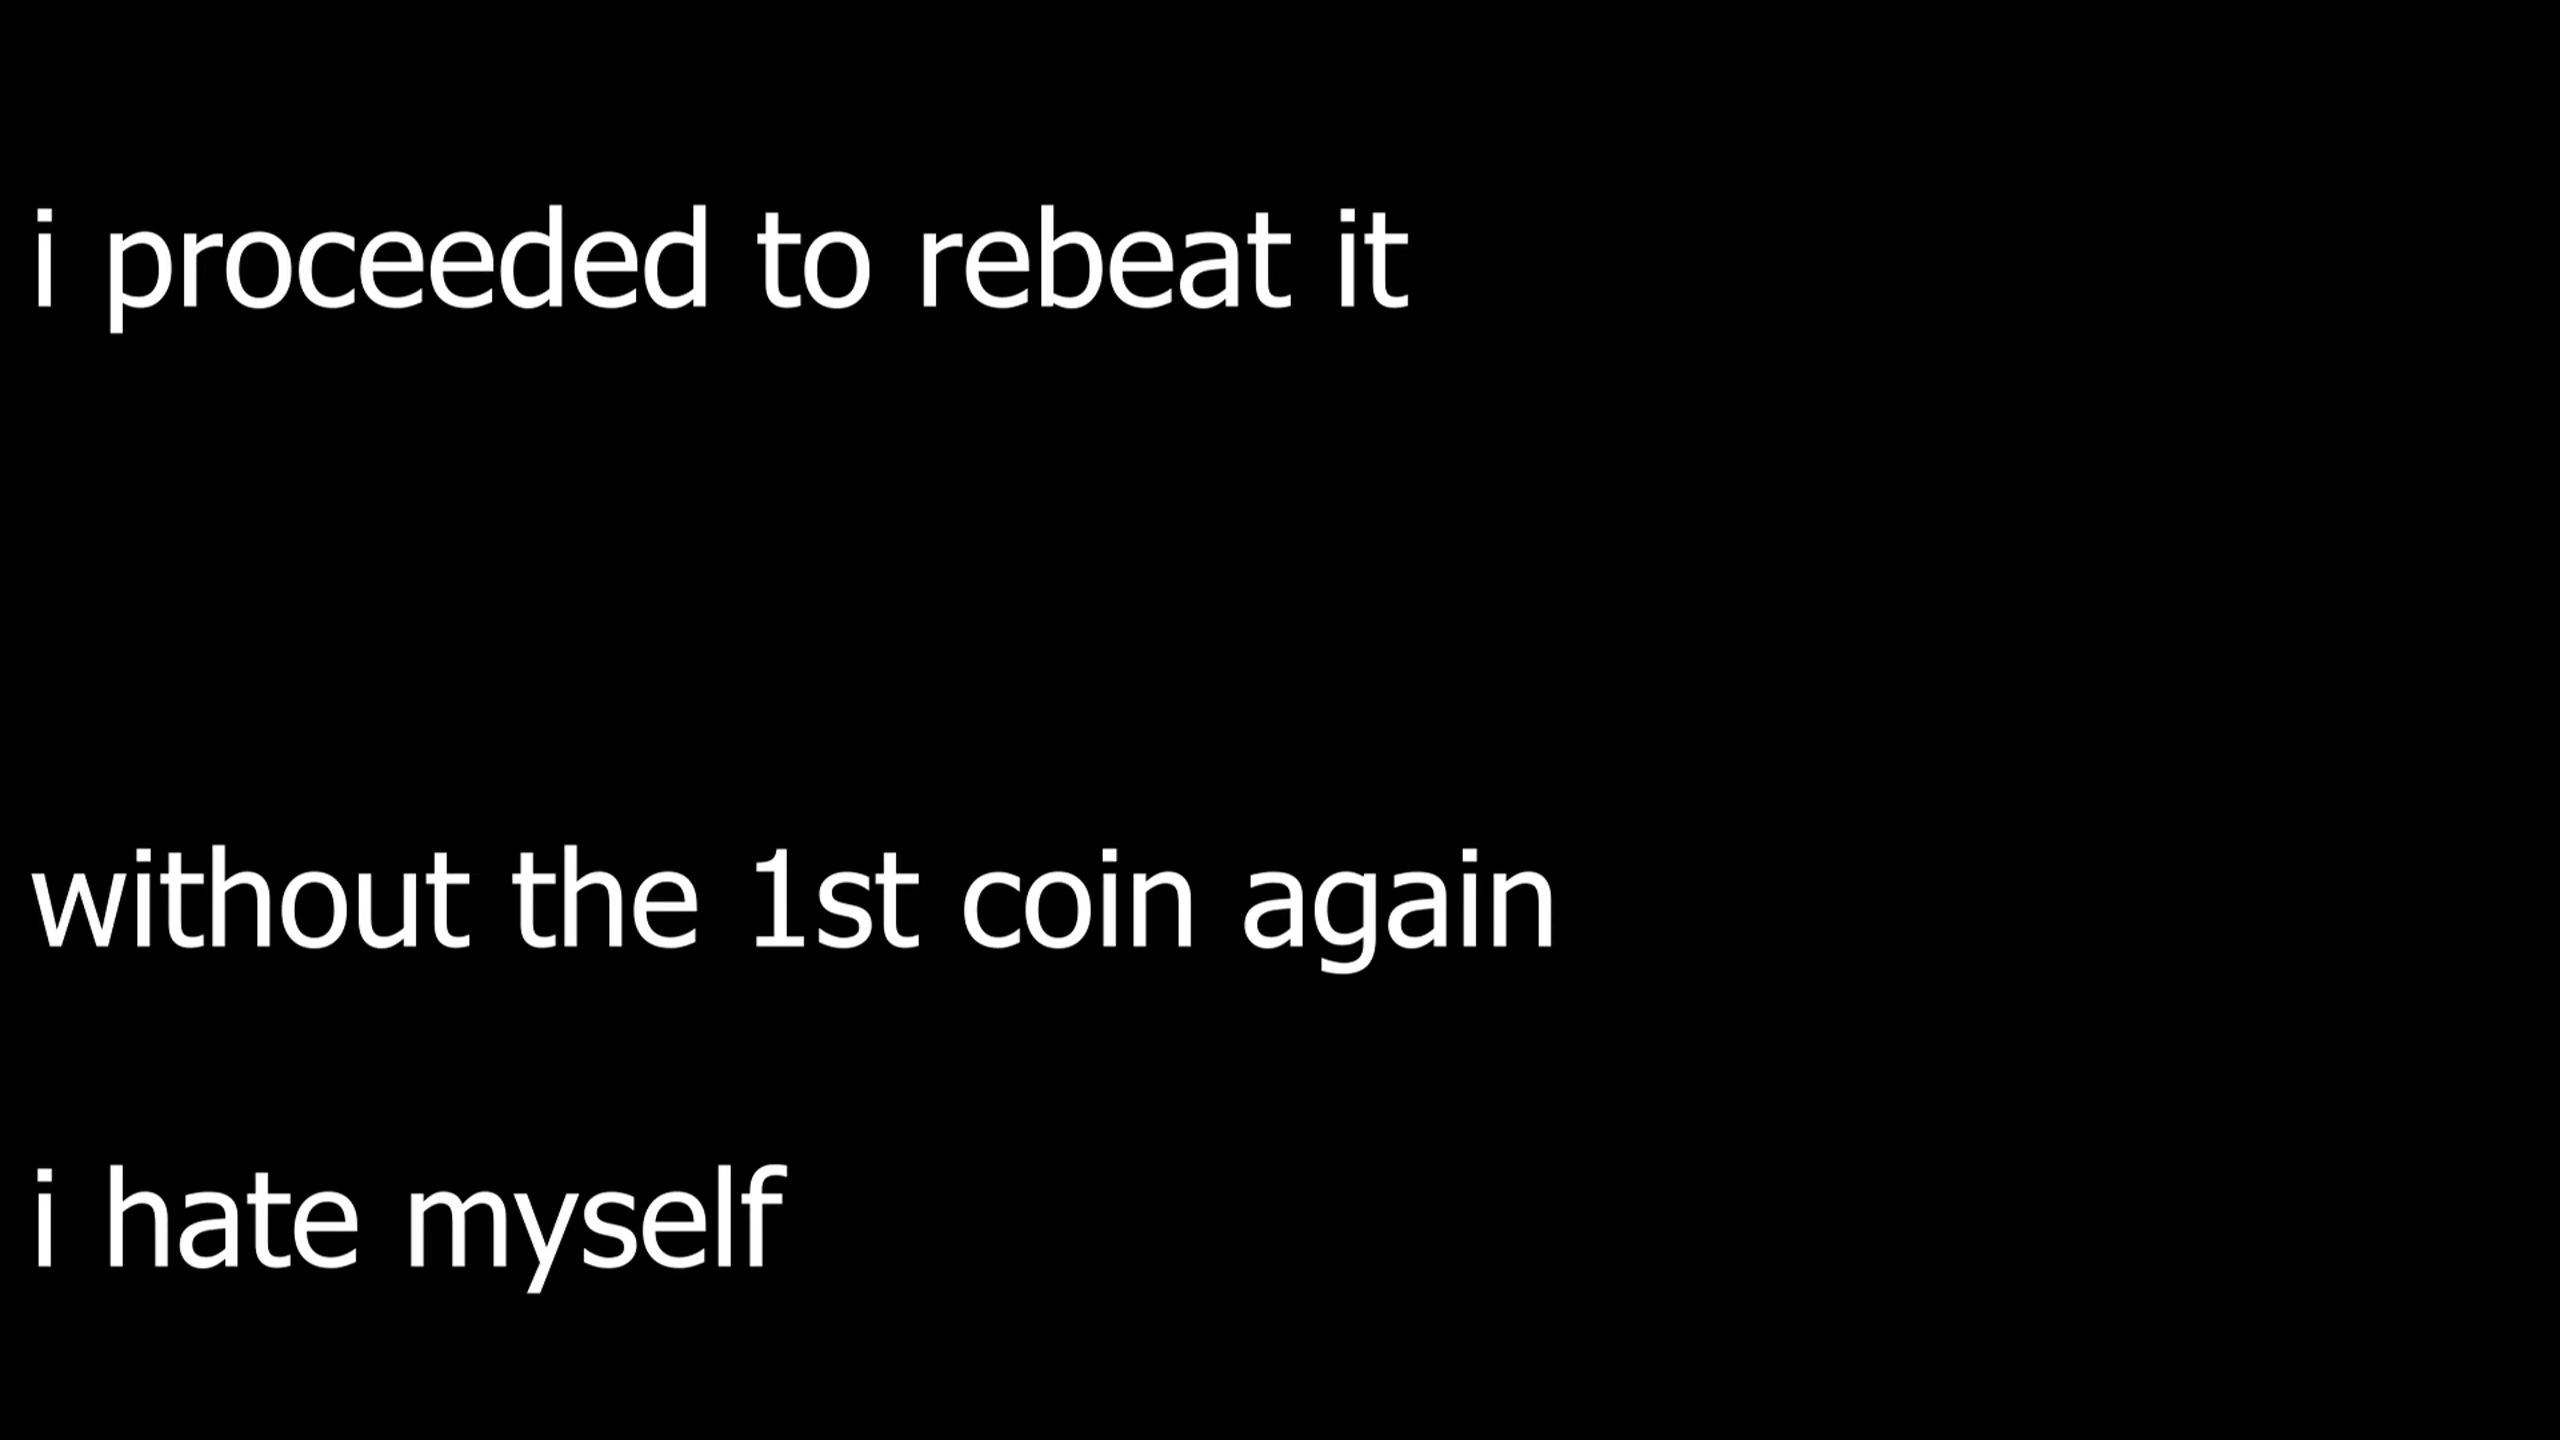 i proceeded to rebeat it
without the 1st coin again
i hate myself